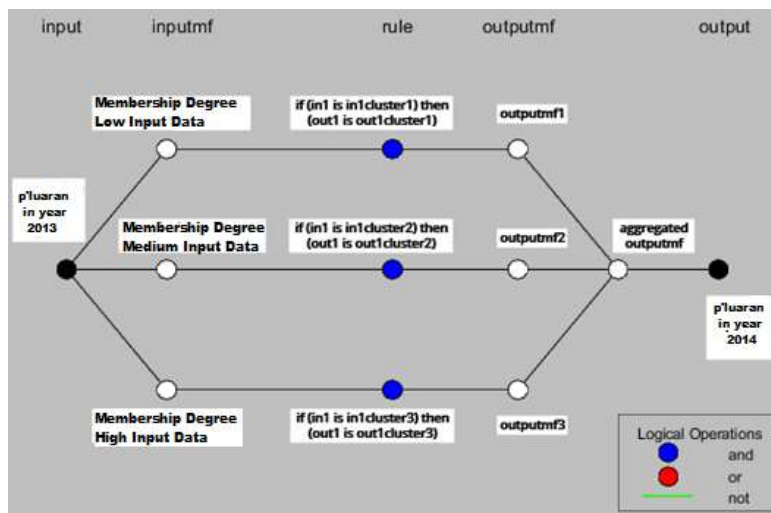 input inputmf rule outputmf output
Membership Degree
Low Input Data
if (in1 is in1cluster1) then
(out1 is out1cluster1)
outputmf1
p'luaran
in year
2013
Membership Degree
Medium Input Data
if (in1 is in1cluster2) then
(out1 is out1cluster2)
outputmf2
aggregated
outputmf
p'luaran
in year
2014
Membership Degree
High Input Data
if (in1 is in1cluster3) then
(out1 is out1cluster3)
outputmf3
Logical Operations
and
or
not